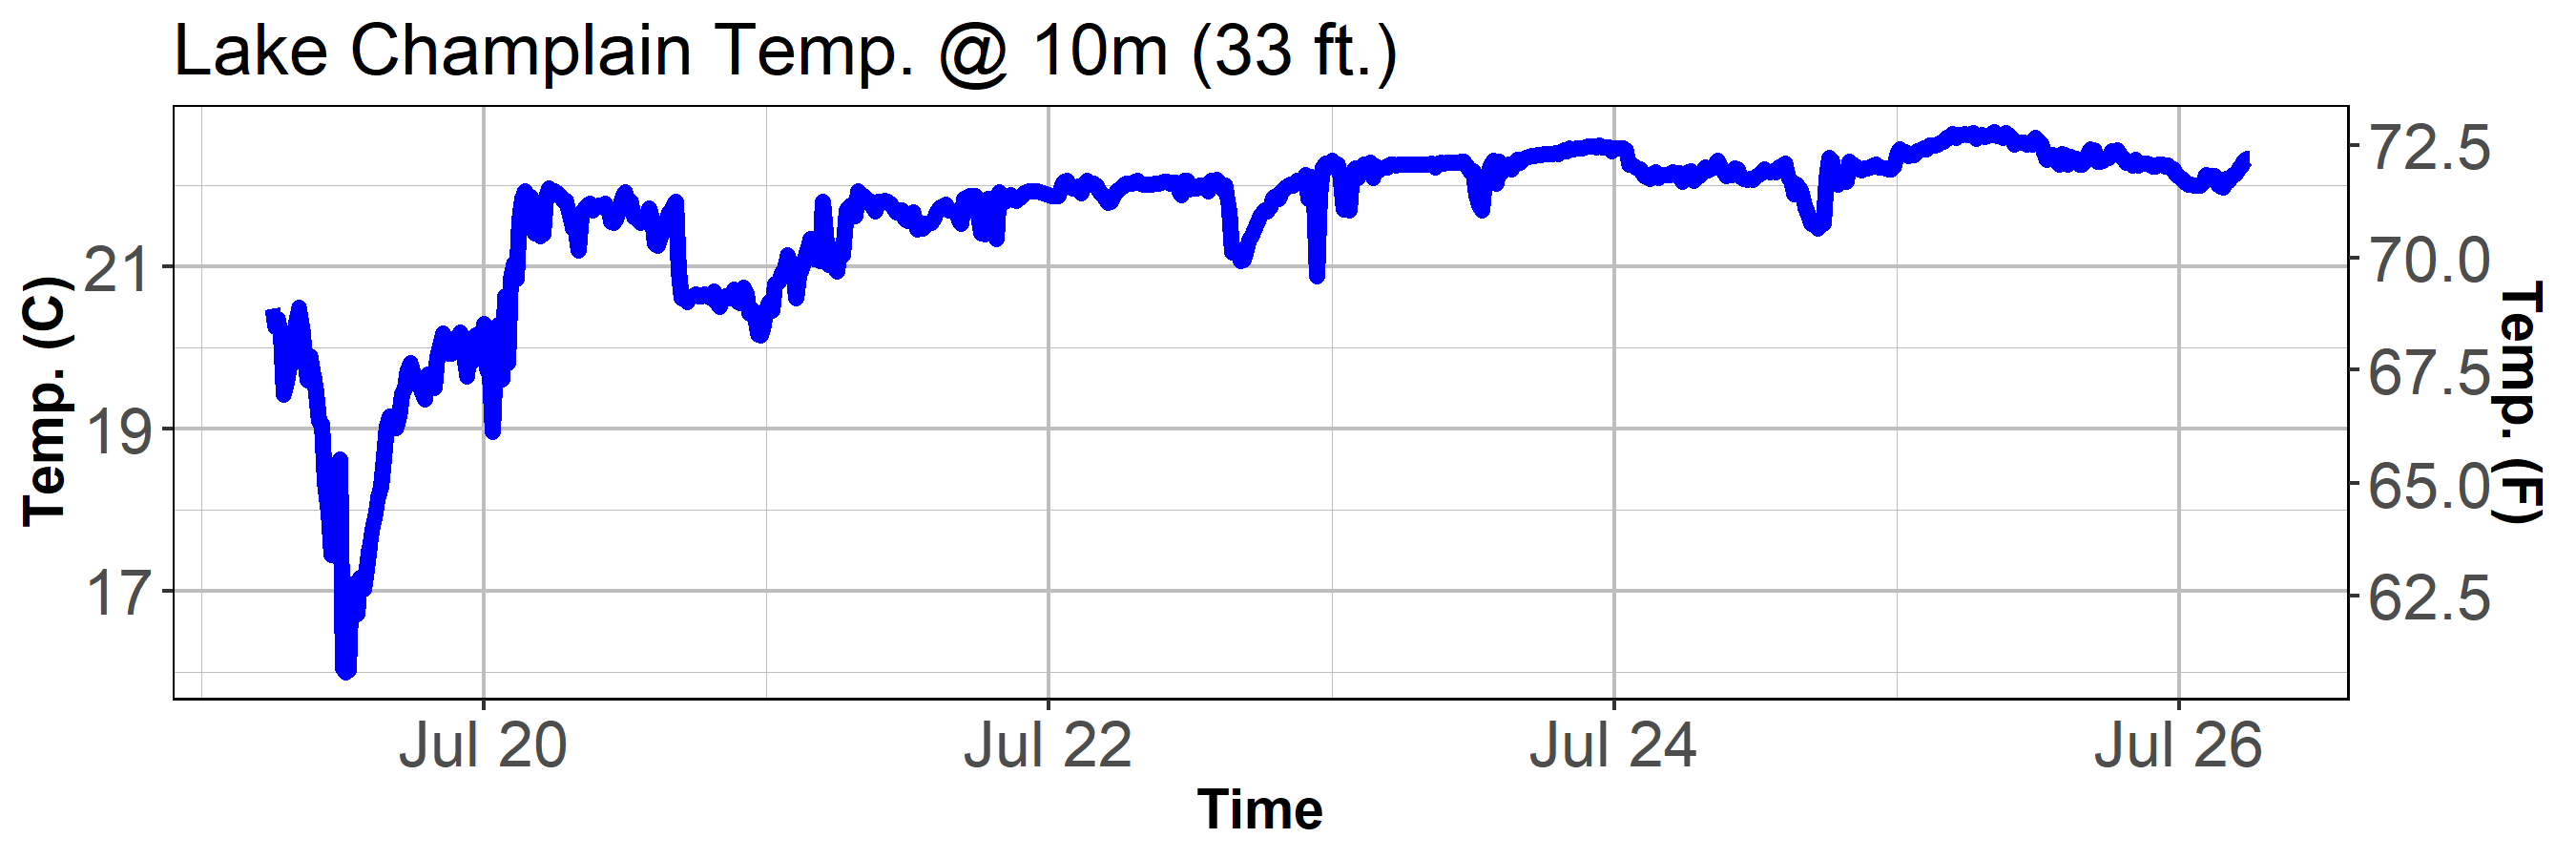 Lake Champlain Temp. @ 10m (33 ft.)
Temp. (C)
21
19
17
72.5
70.0
67.5
65.0
62.5
Temp. (F)
Jul 20
Jul 22
Jul 24
Jul 26
Time